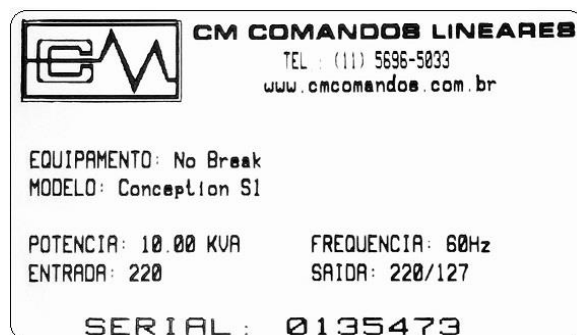 CM COMANDOS LINEARES
TEL : (11) 5696-5033
www.cmcomandos.com.br
EQUIPAMENTO: No Break
MODELO: Conception S1
POTENCIA: 10.00 KVA FREQUENCIA: 60Hz
ENTRADA: 220 SAIDA: 220/127
SERIAL: 0135473